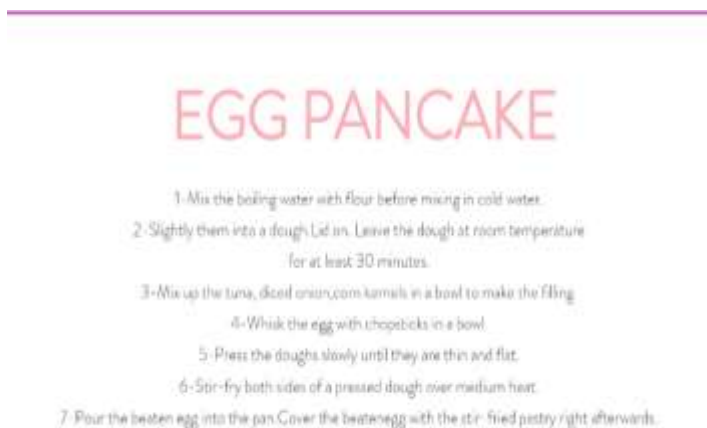 EGG PANCAKE
1-Mix the boiling water with flour before mixing in cold water.
2-Slightly them into a dough.Lid on. Leave the dough at room temperature
for at least 30 minutes.
3-Mix up the tuna, diced onion,corn kernels in a bowl to make the filling
4-Whisk the egg with chopsticks in a bowl
5-Press the doughs slowly until they are thin and flat.
6-Stir-fry both sides of a pressed dough over medium heat.
7-Pour the beaten egg into the pan.Cover the beatenegg with the stir-fried pastry right afterwards.